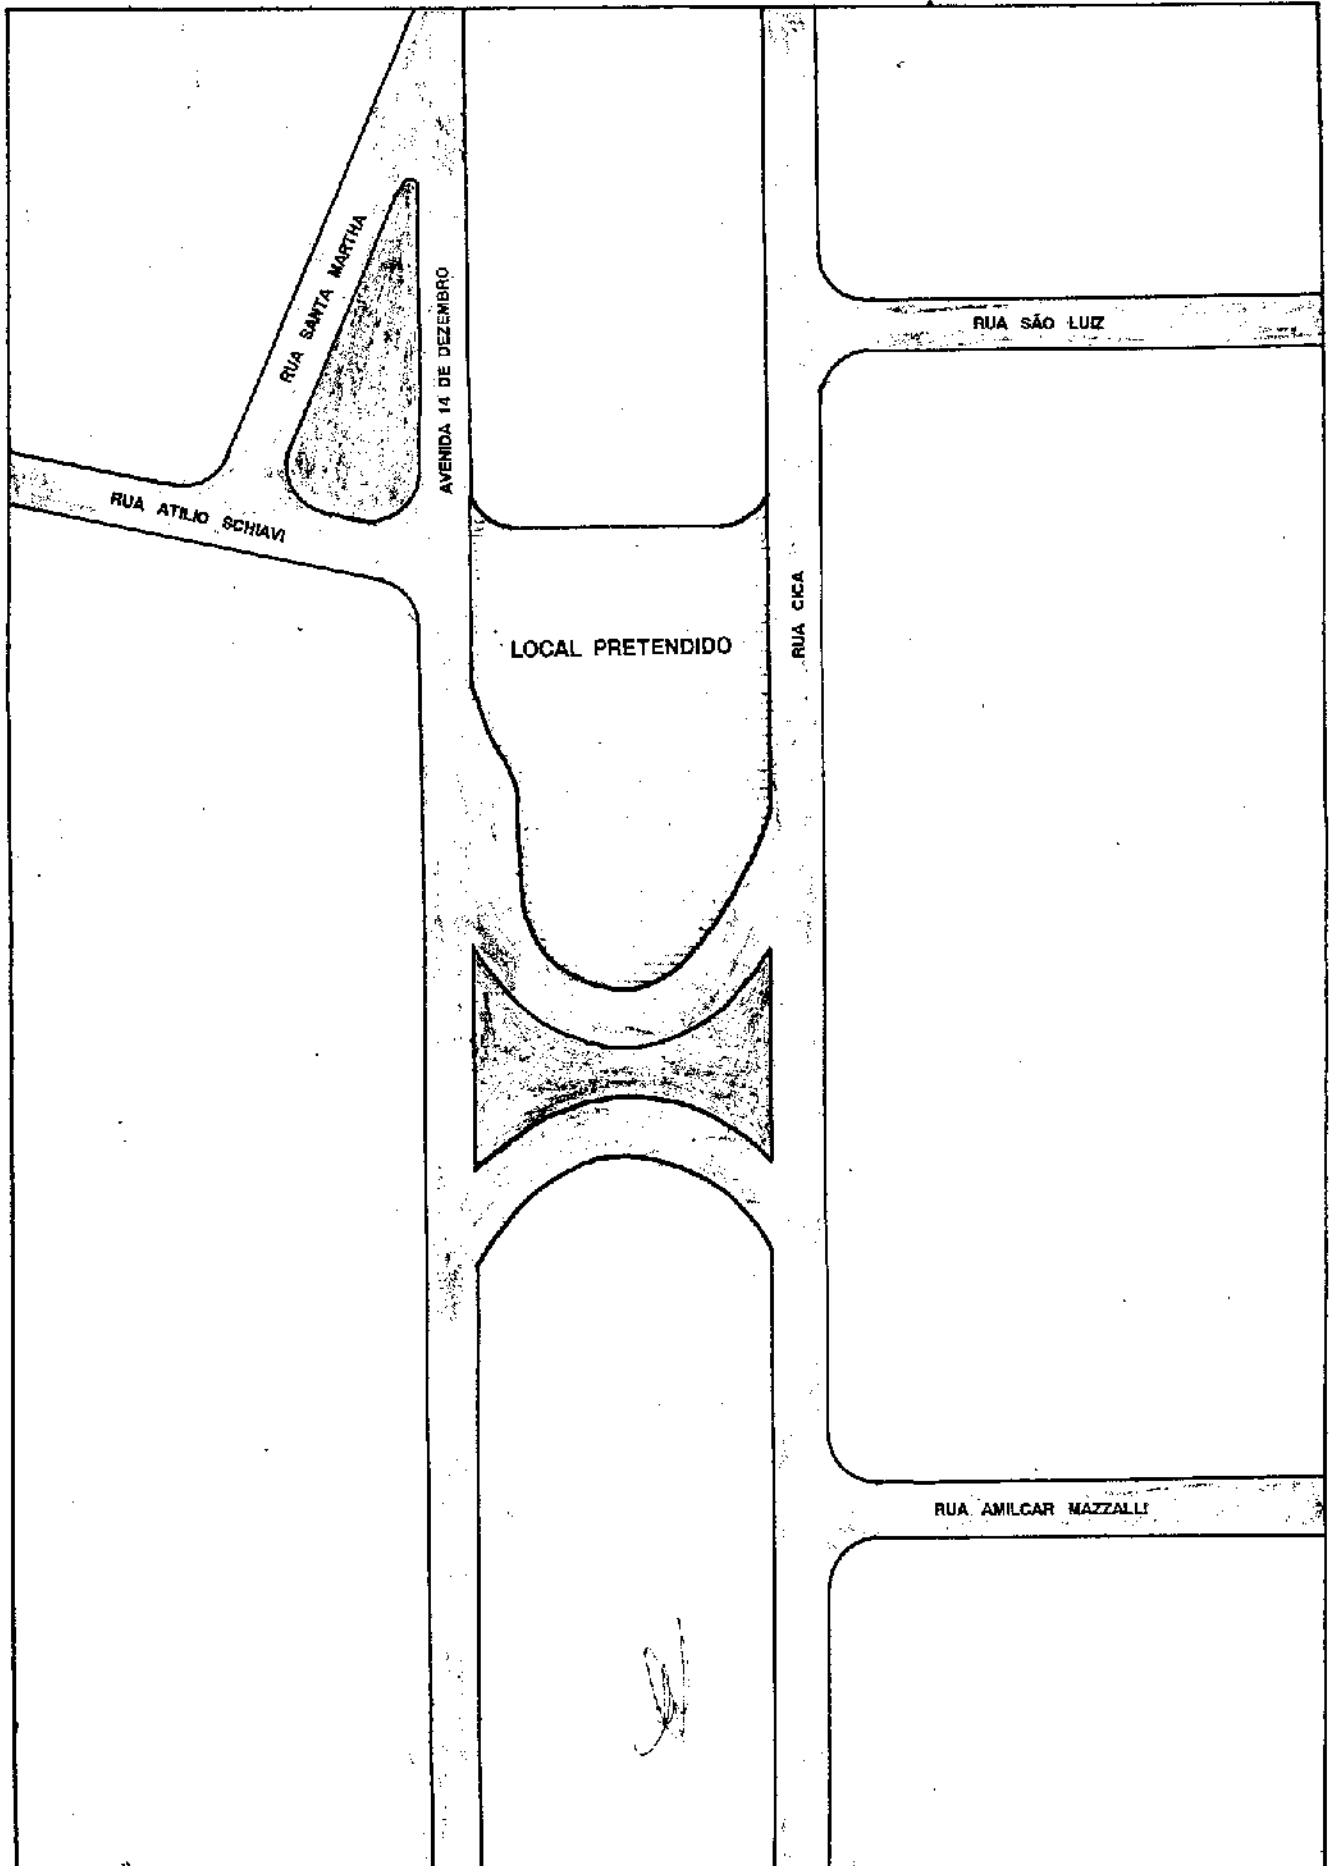 RUA SANTA MARTHA
AVENIDA 14 DE DEZEMBRO
RUA SÃO LUIZ
RUA ATILIO SCHIAVI
RUA CICA
LOCAL PRETENDIDO
RUA AMILCAR MAZZALLI